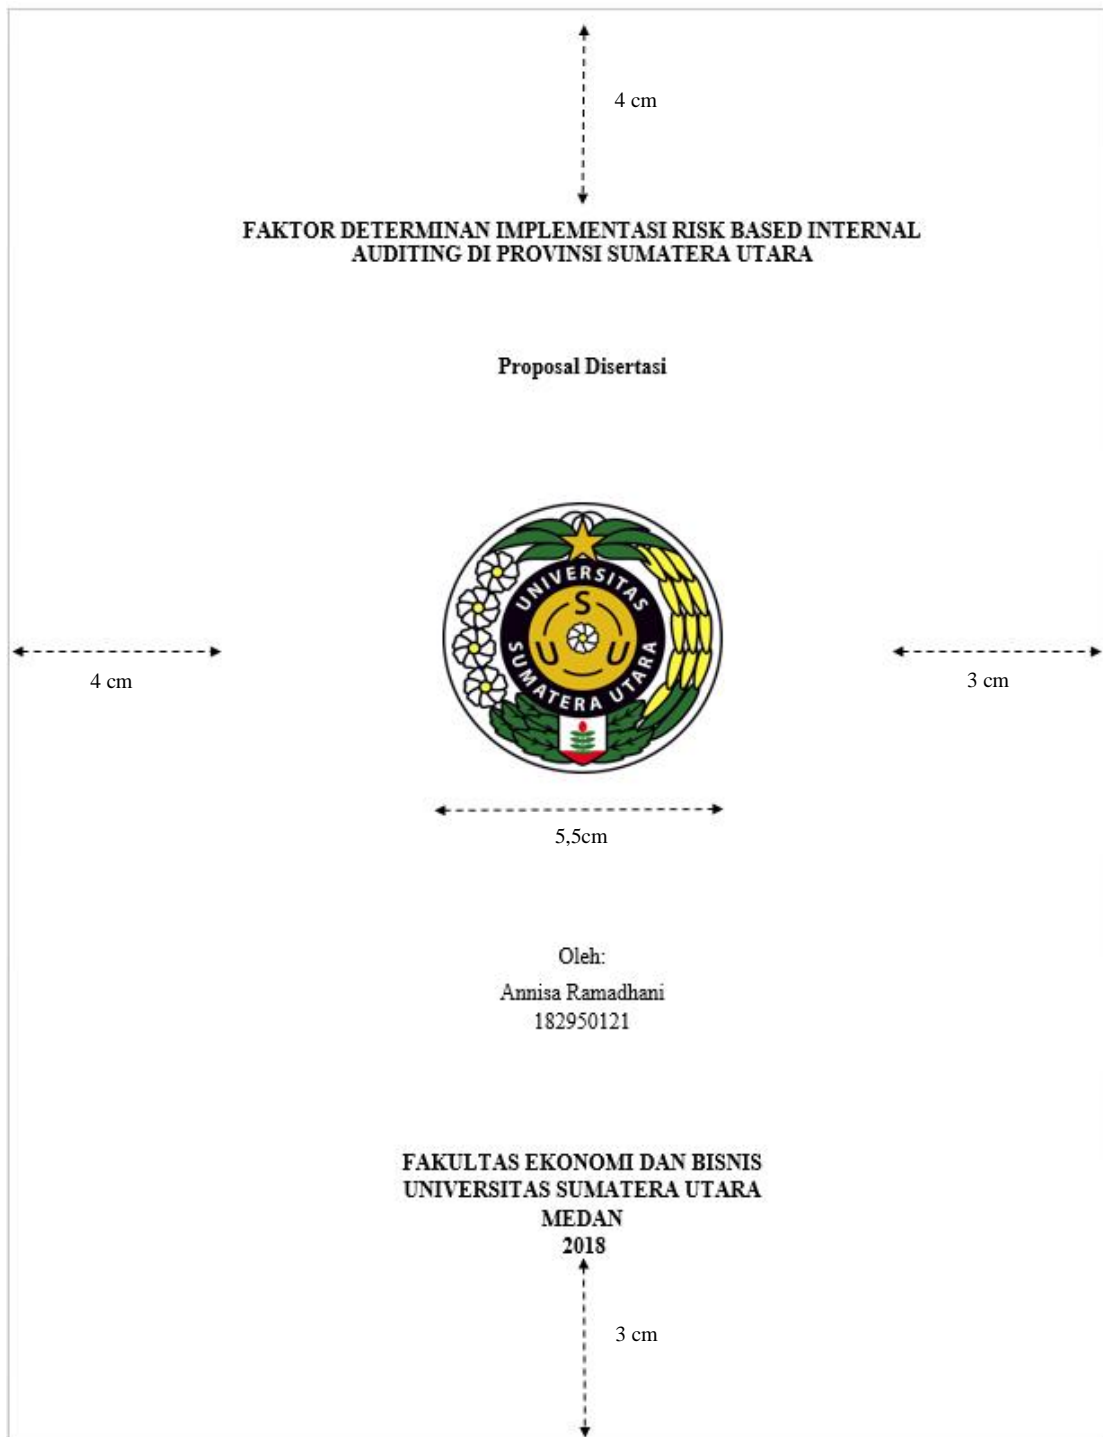 4 cm
FAKTOR DETERMINAN IMPLEMENTASI RISK BASED INTERNAL
AUDITING DI PROVINSI SUMATERA UTARA
Proposal Disertasi
UNIVERSITAS
SUMATERA UTARA
S
U U
4 cm
3 cm
5,5cm
Oleh:
Annisa Ramadhani
182950121
FAKULTAS EKONOMI DAN BISNIS
UNIVERSITAS SUMATERA UTARA
MEDAN
2018
3 cm